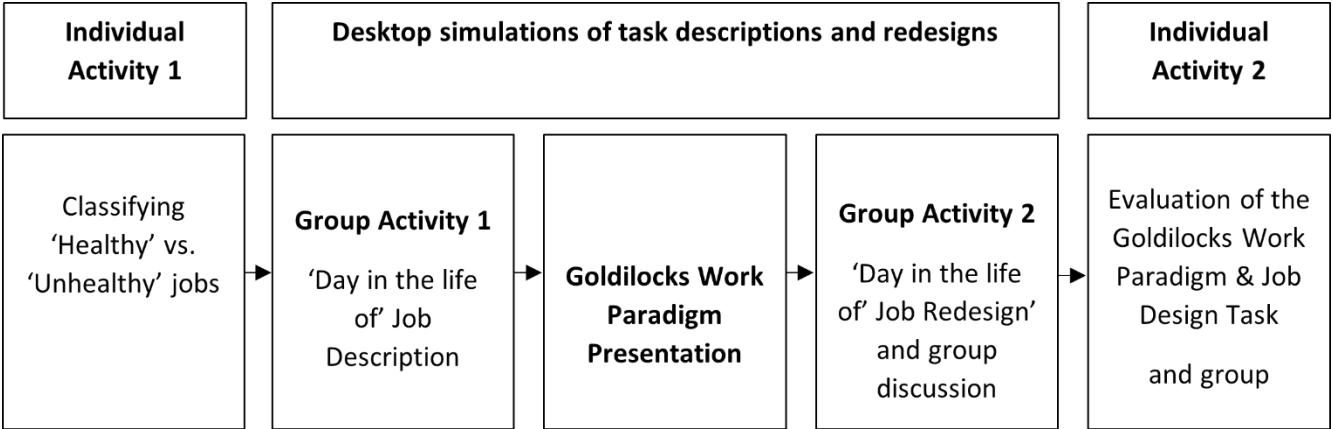 Individual
Activity 1
Desktop simulations of task descriptions and redesigns
Individual
Activity 2
Classifying
‘Healthy’ vs.
‘Unhealthy’ jobs
Group Activity 1
‘Day in the life
of’ Job
Description
Goldilocks Work
Paradigm
Presentation
Group Activity 2
‘Day in the life
of’ Job Redesign’
and group
discussion
Evaluation of the
Goldilocks Work
Paradigm & Job
Design Task
and group